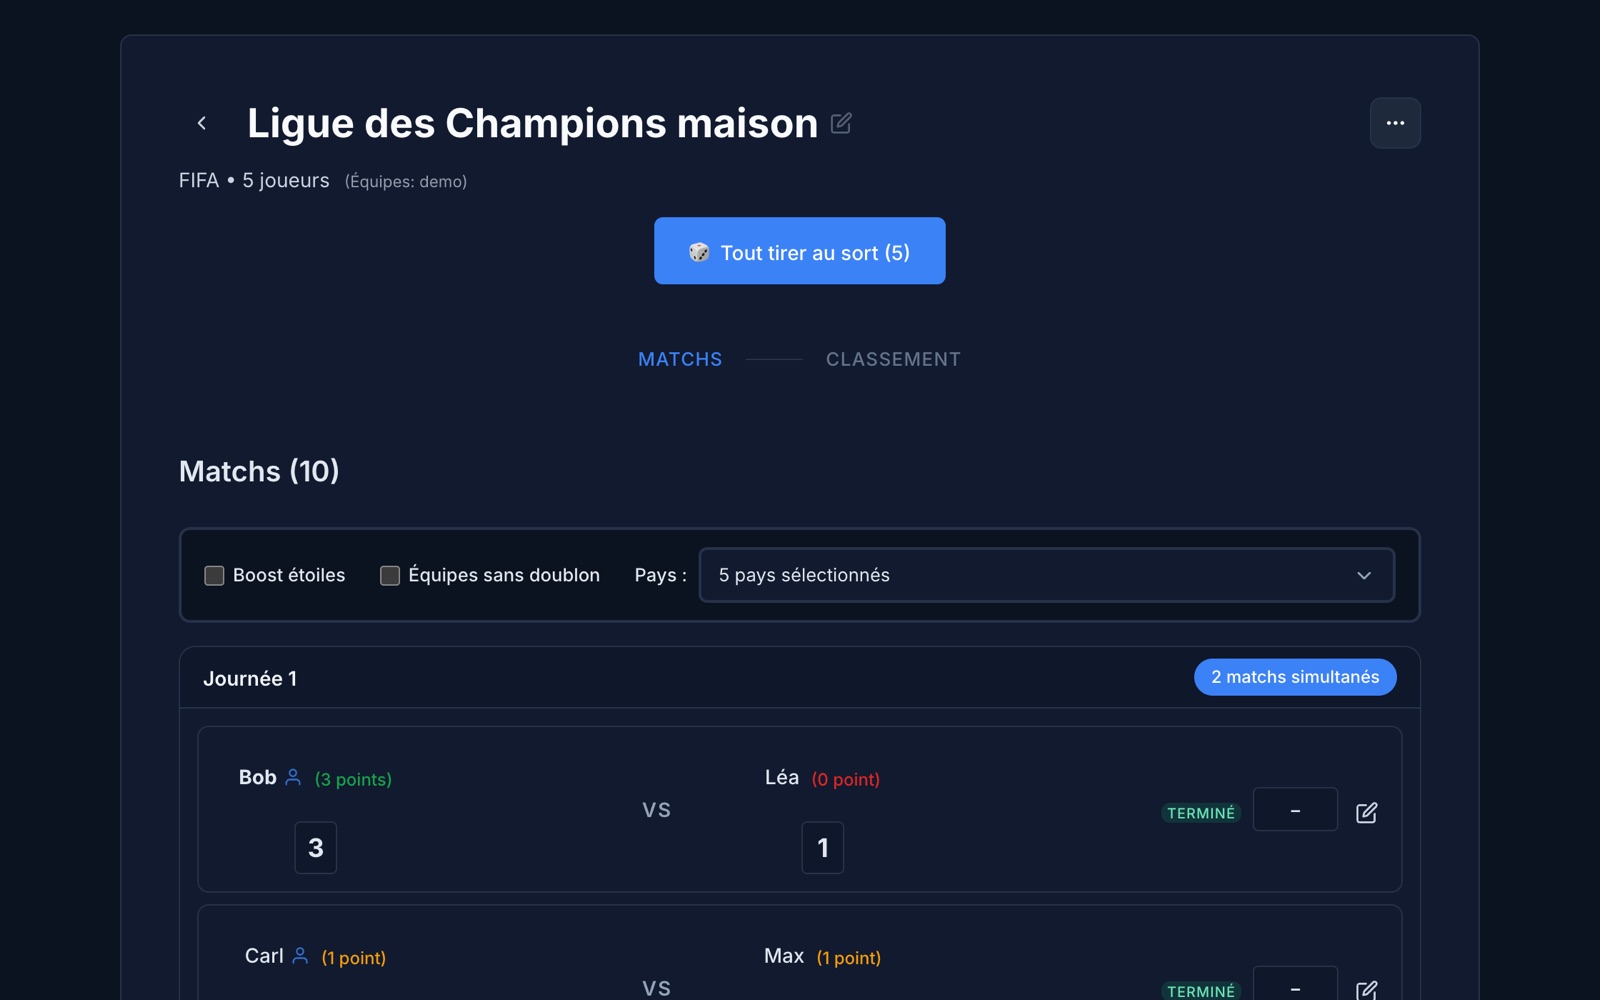 Ligue des Champions maison
FIFA • 5 joueurs (Équipes: demo)
Tout tirer au sort (5)
MATCHS CLASSEMENT
Matchs (10)
Boost étoiles Équipes sans doublon Pays : 5 pays sélectionnés
Journée 1 2 matchs simultanés
Bob (3 points) Léa (0 point)
VS TERMINÉ –
3 1
Carl (1 point) Max (1 point)
VS TERMINÉ –